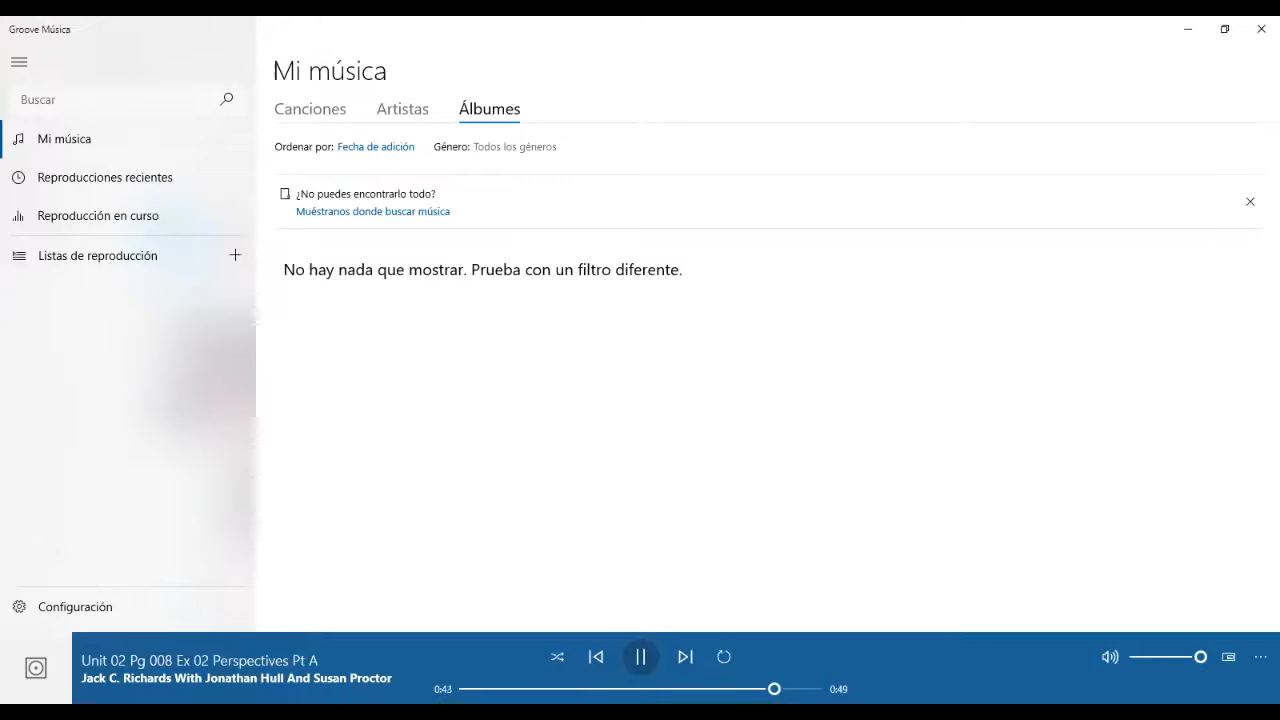 Groove Música
Buscar
Mi música
Reproducciones recientes
Reproducción en curso
Listas de reproducción
Configuración
Mi música
Canciones Artistas Álbumes
Ordenar por: Fecha de adición Género: Todos los géneros
¿No puedes encontrarlo todo?
Muéstranos donde buscar música
No hay nada que mostrar. Prueba con un filtro diferente.
Unit 02 Pg 008 Ex 02 Perspectives Pt A
Jack C. Richards With Jonathan Hull And Susan Proctor
0:43 0:49